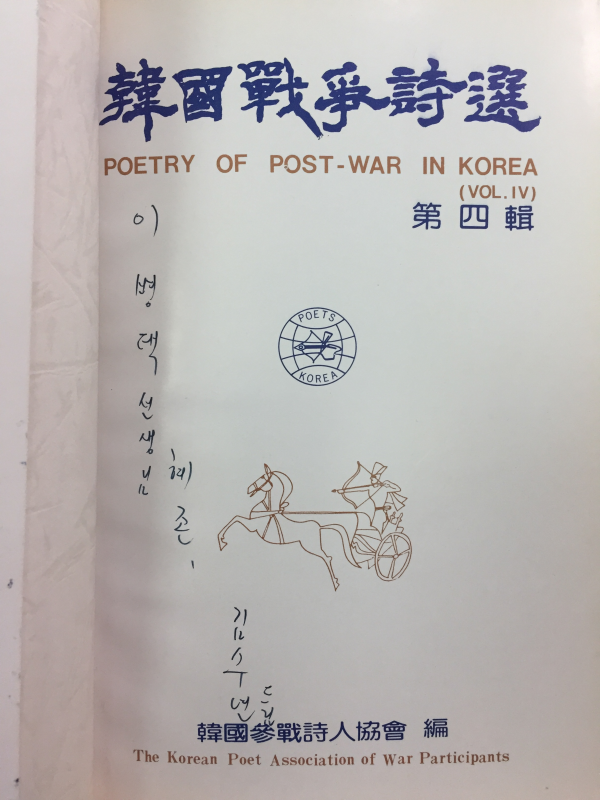 韓國戰爭詩選
POETRY OF POST-WAR IN KOREA
(VOL. IV)
第四輯
이병택선생님
혜존,
POETS
KOREA
김수년 드림
韓國參戰詩人協會 編
The Korean Poet Association of War Participants